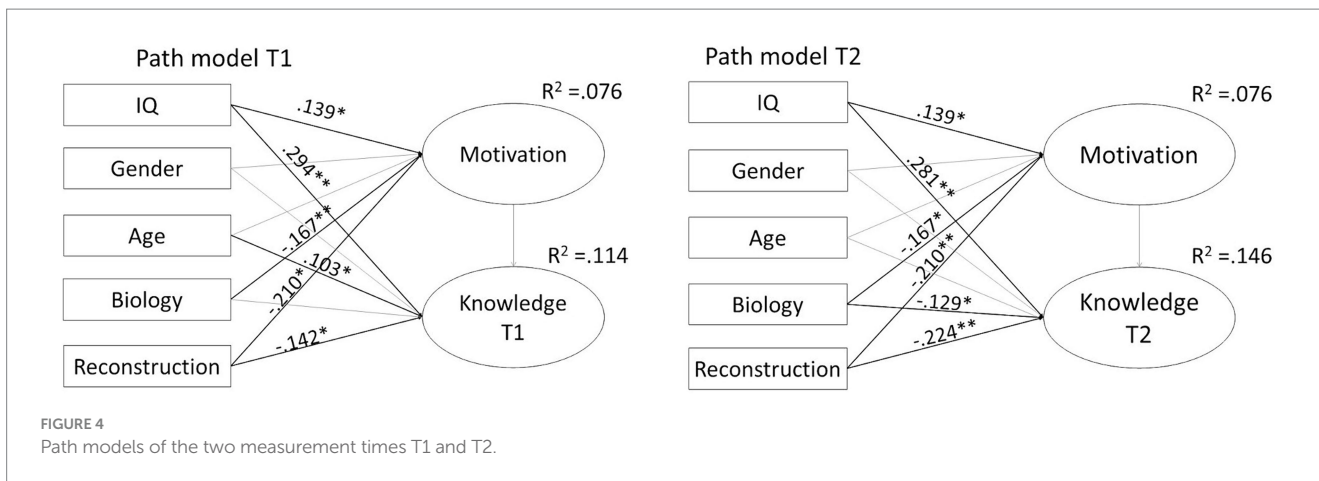 Path model T1
IQ
Gender
Age
Biology
Reconstruction
.139*
.294**
-.167**
.103*
-.210*
-.142*
R² =.076
Motivation
R² =.114
Knowledge
T1
Path model T2
IQ
Gender
Age
Biology
Reconstruction
.139*
.281**
-.167*
-.210**
-.129*
-.224**
R² =.076
Motivation
R² =.146
Knowledge
T2
FIGURE 4
Path models of the two measurement times T1 and T2.